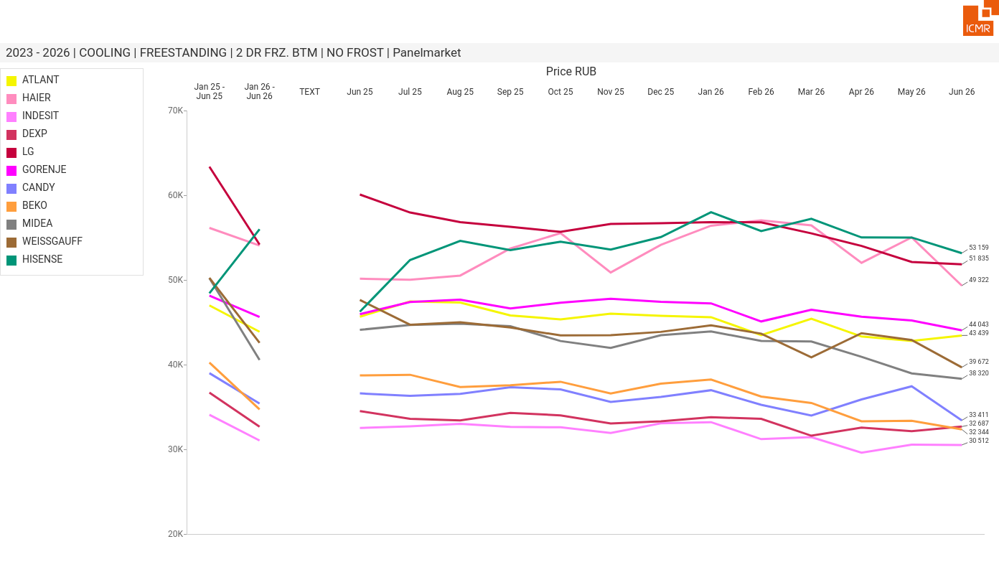 ICMR
2023 - 2026 | COOLING | FREESTANDING | 2 DR FRZ. BTM | NO FROST | Panelmarket
ATLANT
HAIER
INDESIT
DEXP
LG
GORENJE
CANDY
BEKO
MIDEA
WEISSGAUFF
HISENSE
Price RUB
Jan 25 - Jan 26 - TEXT Jun 25 Jul 25 Aug 25 Sep 25 Oct 25 Nov 25 Dec 25 Jan 26 Feb 26 Mar 26 Apr 26 May 26 Jun 26
Jun 25 Jun 26
70K
60K
50K
40K
30K
20K
53 159
51 835
49 322
44 043
43 439
39 672
38 320
33 411
32 687
32 344
30 512